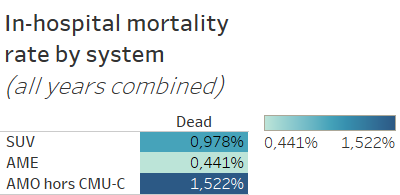 In-hospital mortality
rate by system
(all years combined)
Dead
SUV 0,978%
AME 0,441%
AMO hors CMU-C 1,522%
0,441% 1,522%